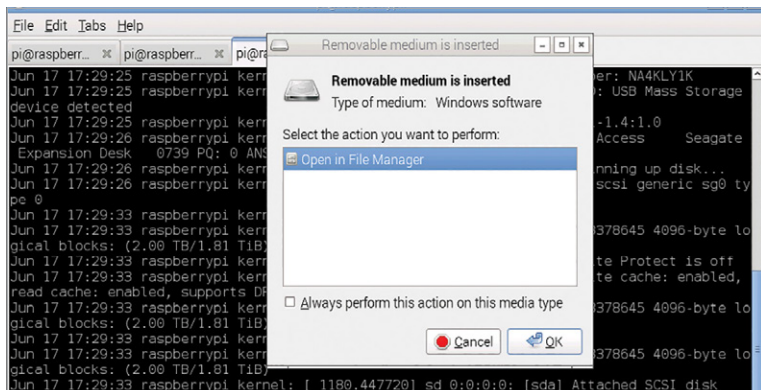 File Edit Tabs Help
pi@raspberr... pi@raspberr... pi@ra
Removable medium is inserted
Removable medium is inserted
Type of medium: Windows software
Select the action you want to perform:
Open in File Manager
Always perform this action on this media type
Cancel OK
Jun 17 17:29:25 raspberrypi kern er: NA4KLY1K
Jun 17 17:29:25 raspberrypi kern : USB Mass Storage
device detected
Jun 17 17:29:25 raspberrypi kern -1.4:1.0
Jun 17 17:29:26 raspberrypi kern Access Seagate
Expansion Desk 0739 PQ: 0 ANS
Jun 17 17:29:26 raspberrypi kern nning up disk...
Jun 17 17:29:26 raspberrypi kern scsi generic sg0 ty
pe 0
Jun 17 17:29:33 raspberrypi kern 378645 4096-byte lo
gical blocks: (2.00 TB/1.81 TiB)
Jun 17 17:29:33 raspberrypi kern te Protect is off
Jun 17 17:29:33 raspberrypi kern te cache: enabled,
read cache: enabled, supports DP
Jun 17 17:29:33 raspberrypi kern 378645 4096-byte lo
gical blocks: (2.00 TB/1.81 TiB)
Jun 17 17:29:33 raspberrypi kern 378645 4096-byte lo
gical blocks: (2.00 TB/1.81 TiB)
Jun 17 17:29:33 raspberrypi kernel: [ 1180.447720] sd 0:0:0:0: [sda] Attached SCSI disk